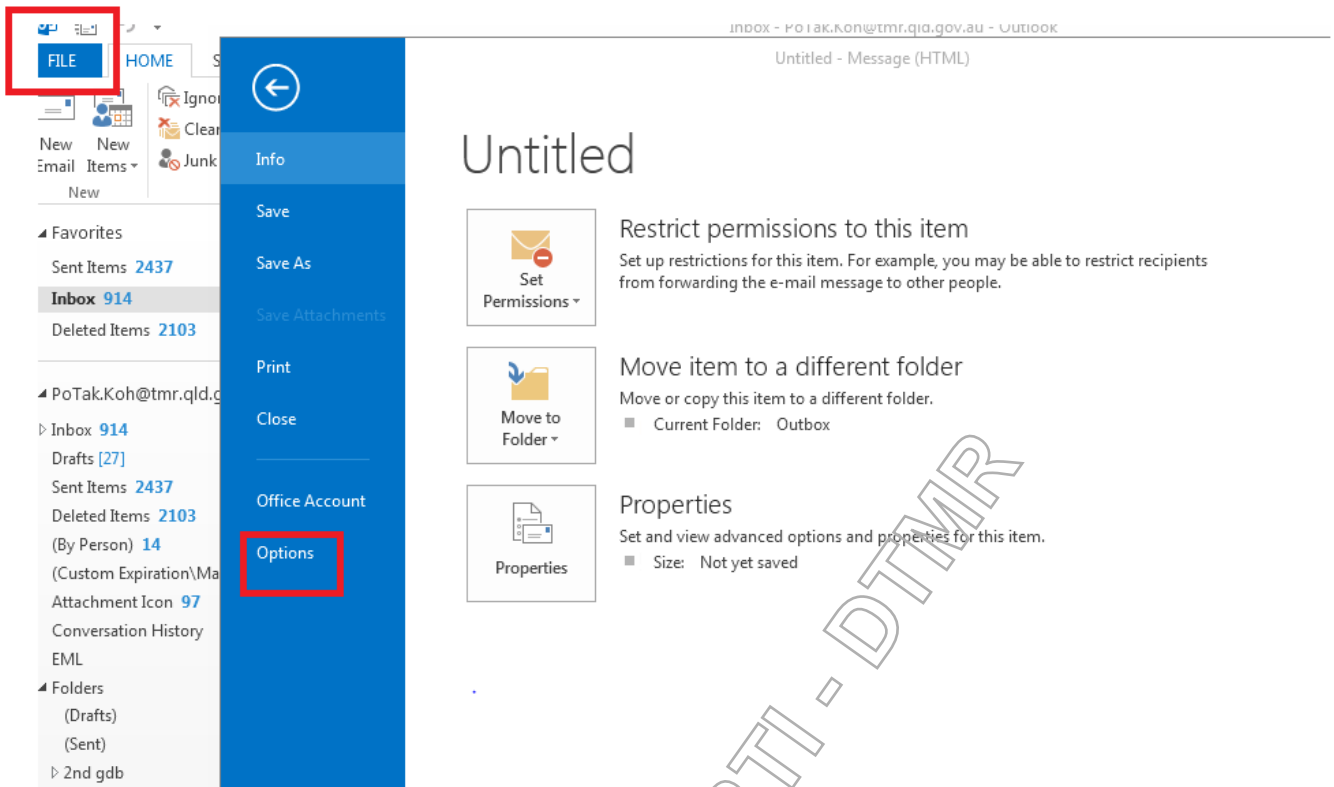 Inbox - PoTak.Koh@tmr.qld.gov.au - Outlook
FILE HOME
Untitled - Message (HTML)
New Email
New Items
Clear
Junk
New
Favorites
Sent Items 2437
Inbox 914
Deleted Items 2103
PoTak.Koh@tmr.qld.g
Inbox 914
Drafts [27]
Sent Items 2437
Deleted Items 2103
(By Person) 14
(Custom Expiration\Ma
Attachment Icon 97
Conversation History
EML
Folders
(Drafts)
(Sent)
2nd gdb
Info
Save
Save As
Save Attachments
Print
Close
Office Account
Options
Untitled
Set
Permissions
Restrict permissions to this item
Set up restrictions for this item. For example, you may be able to restrict recipients
from forwarding the e-mail message to other people.
Move to
Folder
Move item to a different folder
Move or copy this item to a different folder.
Current Folder: Outbox
Properties
Properties
Set and view advanced options and properties for this item.
Size: Not yet saved
PTI - DTMR